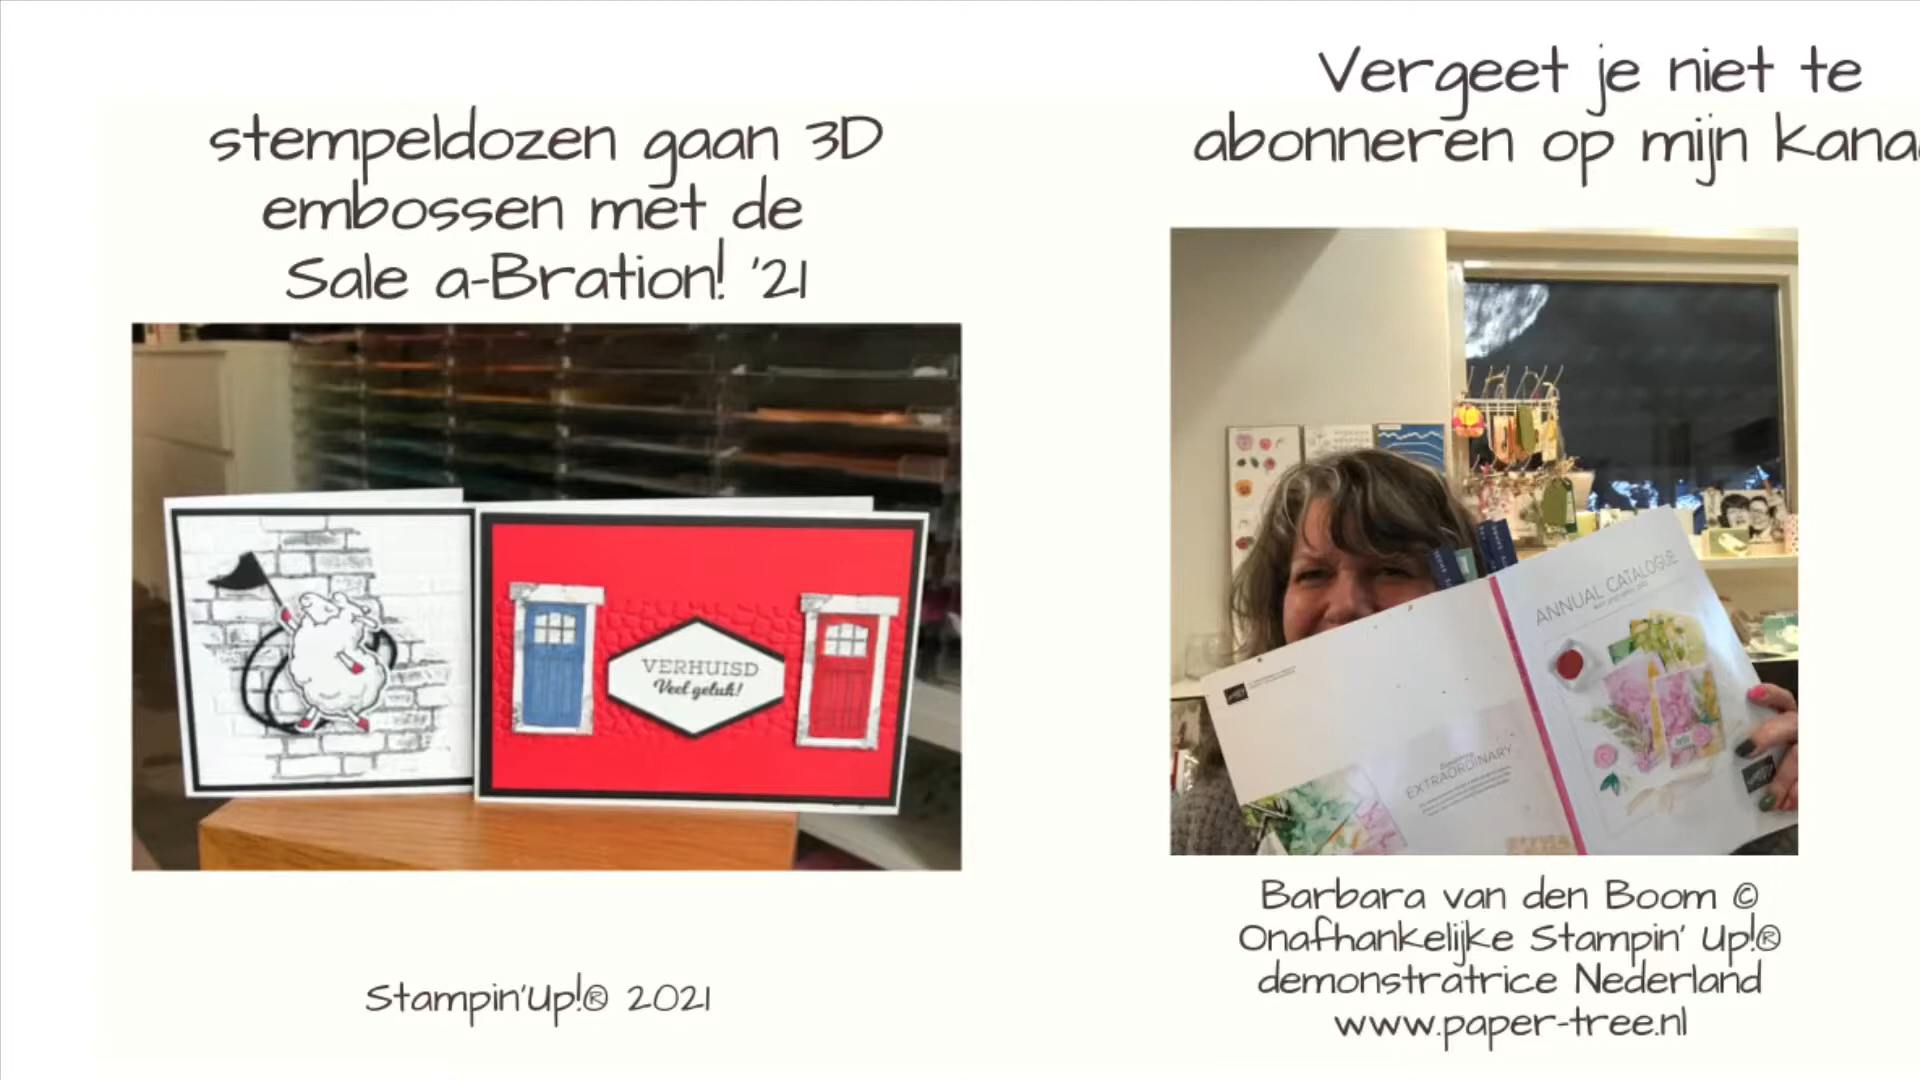 stempeldozen gaan 3D
embossen met de
Sale a-Bration! '21
VERHUISD
Veel geluk!
Stampin'Up!® 2021
Vergeet je niet te
abonneren op mijn kana
ANNUAL CATALOGUE
EXTRAORDINARY
Barbara van den Boom ©
Onafhankelijke Stampin' Up!®
demonstratrice Nederland
www.paper-tree.nl